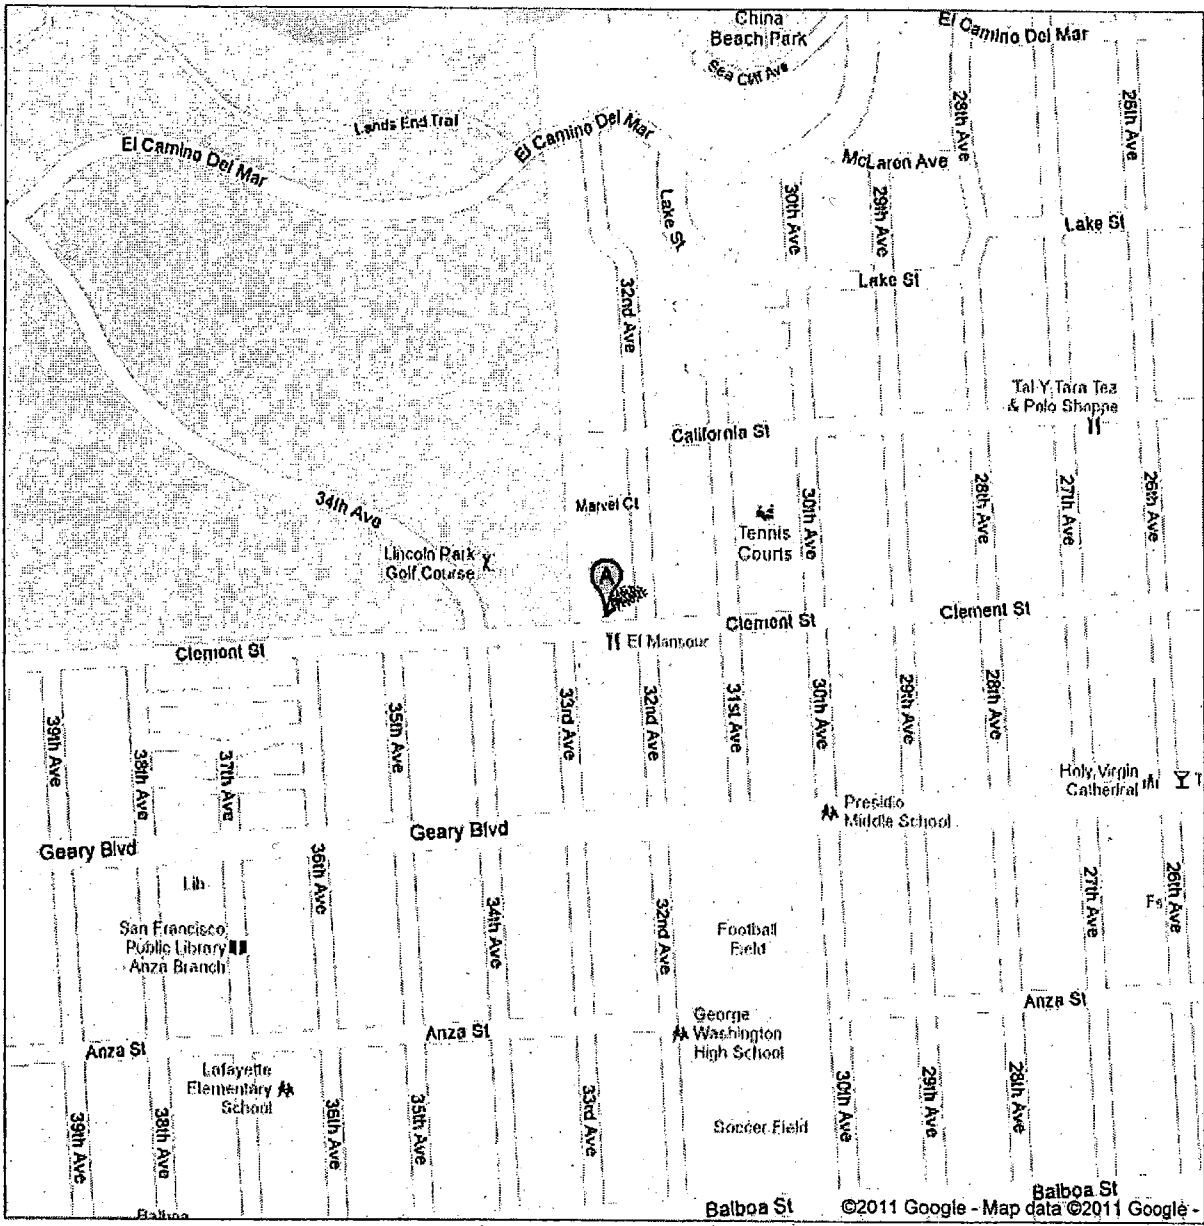 China
Beach Park
El Camino Del Mar
Sea Cliff Ave
28th Ave
Lands End Trail
El Camino Del Mar
El Camino Del Mar
McLaren Ave
Lake St
30th Ave
29th Ave
Lake St
Lake St
32nd Ave
Tal-Y-Tara Tea
& Polo Shoppe
California St
34th Ave
Marvel Ct
Tennis
Courts
30th Ave
28th Ave
27th Ave
26th Ave
Lincoln Park
Golf Course
A
Clement St
Clement St
Clement St
El Mansour
39th Ave
38th Ave
37th Ave
35th Ave
33rd Ave
32nd Ave
31st Ave
30th Ave
29th Ave
28th Ave
Holy Virgin
Cathedral
T
Presidio
Middle School
Geary Blvd
Geary Blvd
36th Ave
Lib
San Francisco
Public Library
Anza Branch
34th Ave
32nd Ave
Football
Field
27th Ave
26th Ave
Anza St
Anza St
Anza St
George
Washington
High School
Lafayette
Elementary
School
39th Ave
38th Ave
36th Ave
35th Ave
33rd Ave
30th Ave
29th Ave
28th Ave
Soccer Field
Balboa
Balboa St
Balboa St
©2011 Google - Map data ©2011 Google -